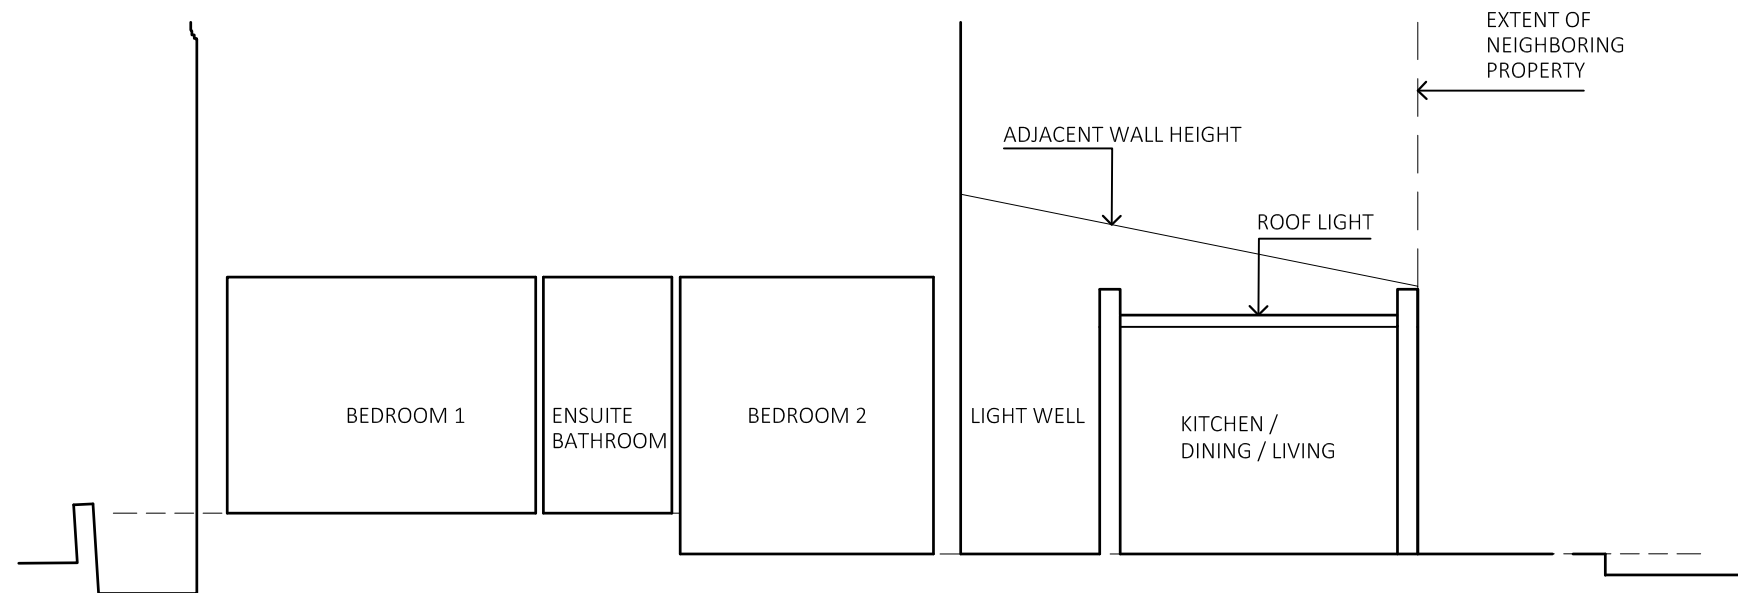 EXTENT OF
NEIGHBORING
PROPERTY
ADJACENT WALL HEIGHT
ROOF LIGHT
BEDROOM 1
ENSUITE
BATHROOM
BEDROOM 2
LIGHT WELL
KITCHEN /
DINING / LIVING